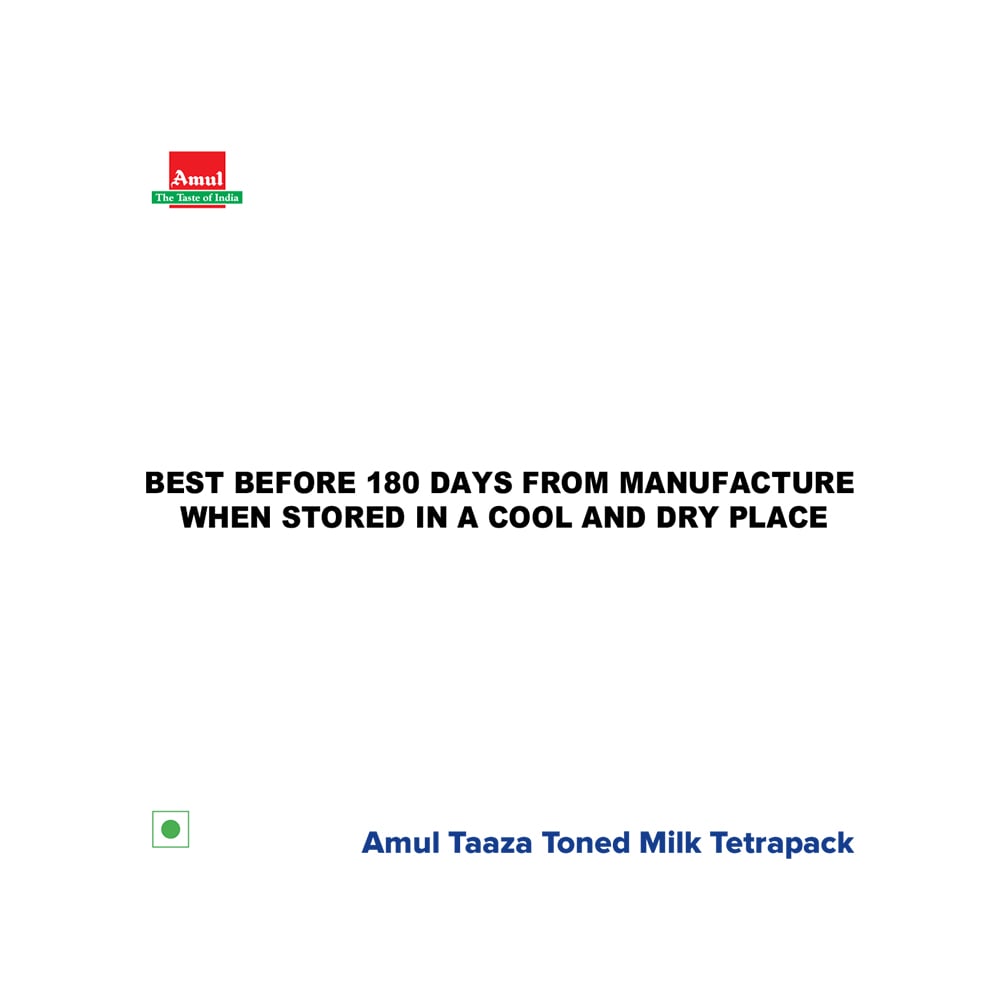 Amul
The Taste of India
BEST BEFORE 180 DAYS FROM MANUFACTURE
WHEN STORED IN A COOL AND DRY PLACE
Amul Taaza Toned Milk Tetrapack